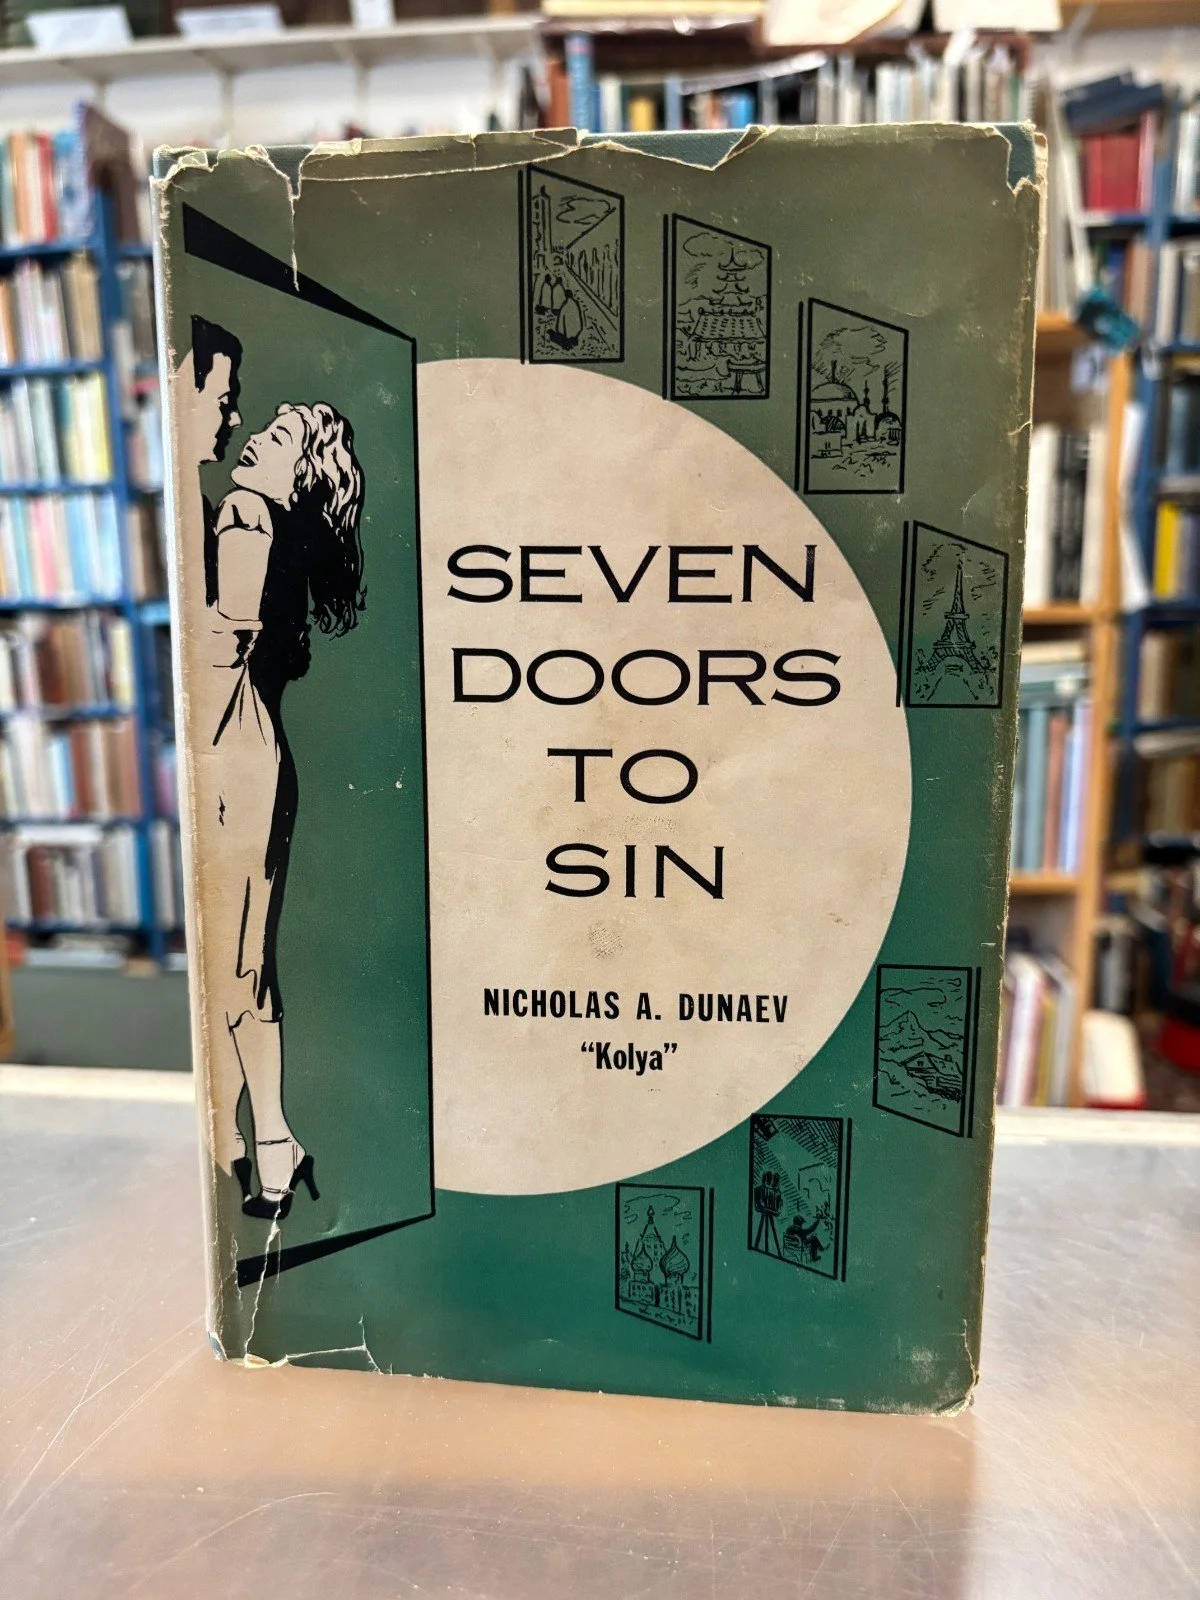 SEVEN
DOORS
TO
SIN
NICHOLAS A. DUNAEV
“Kolya”